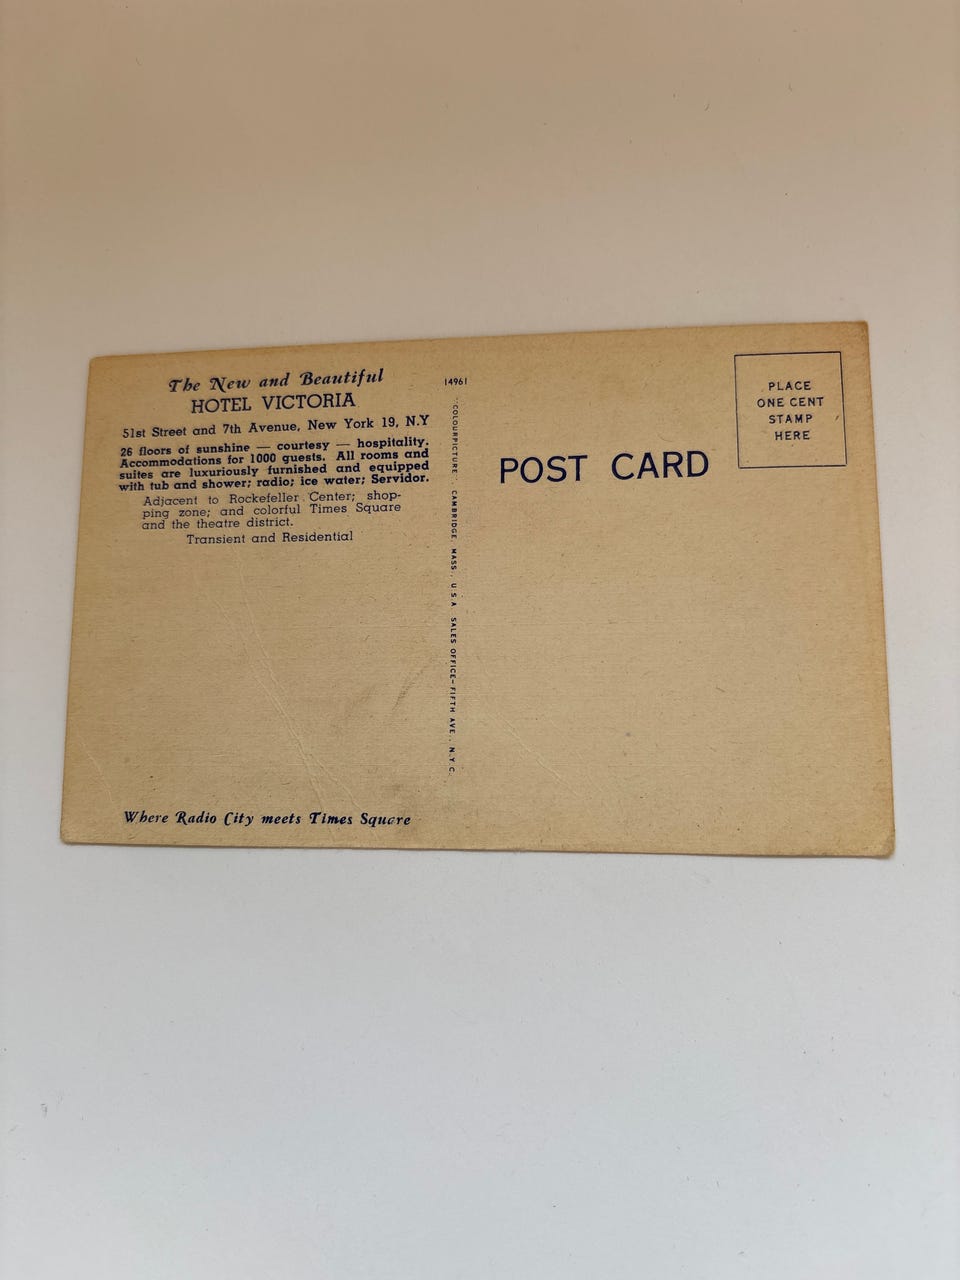 The New and Beautiful
HOTEL VICTORIA
51st Street and 7th Avenue, New York 19, N.Y
26 floors of sunshine — courtesy — hospitality.
Accommodations for 1000 guests. All rooms and
suites are luxuriously furnished and equipped
with tub and shower; radio; ice water; Servidor.
Adjacent to Rockefeller Center; shop-
ping zone; and colorful Times Square
and the theatre district.
Transient and Residential
Where Radio City meets Times Square
14961
"COLOURPICTURE", CAMBRIDGE, MASS., U.S.A. SALES OFFICE—FIFTH AVE., N.Y.C.
POST CARD
PLACE
ONE CENT
STAMP
HERE